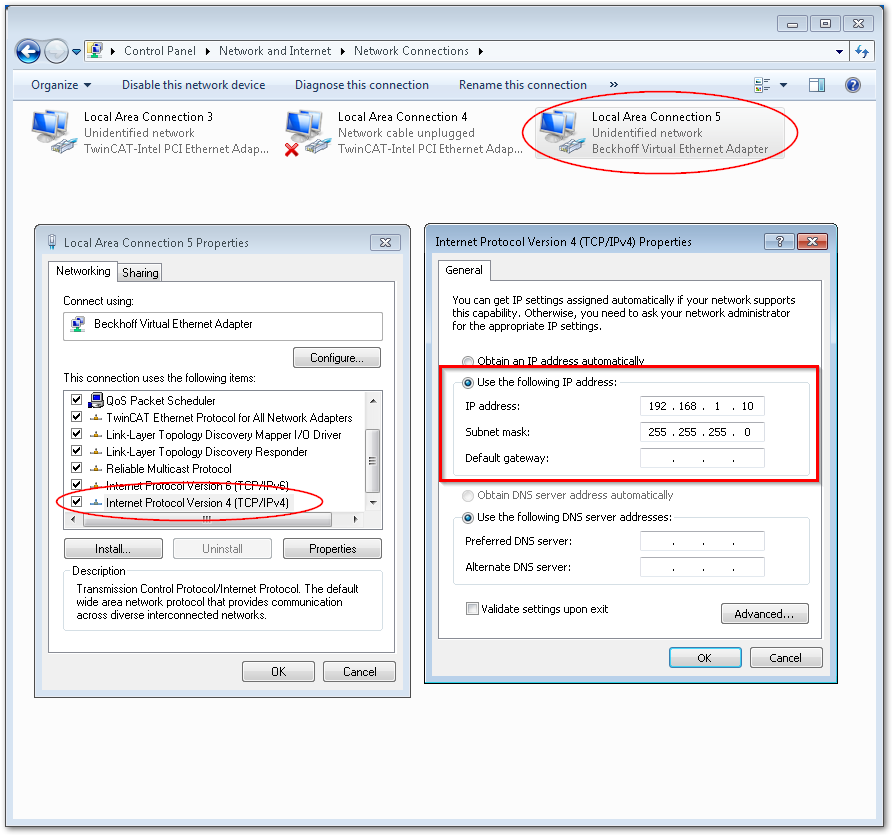 Control Panel Network and Internet Network Connections
Organize Disable this network device Diagnose this connection Rename this connection »
Local Area Connection 3
Unidentified network
TwinCAT-Intel PCI Ethernet Adap...
Local Area Connection 4
Network cable unplugged
TwinCAT-Intel PCI Ethernet Adap...
Local Area Connection 5
Unidentified network
Beckhoff Virtual Ethernet Adapter
Local Area Connection 5 Properties
Networking Sharing
Connect using:
Beckhoff Virtual Ethernet Adapter
Configure...
This connection uses the following items:
QoS Packet Scheduler
TwinCAT Ethernet Protocol for All Network Adapters
Link-Layer Topology Discovery Mapper I/O Driver
Link-Layer Topology Discovery Responder
Reliable Multicast Protocol
Internet Protocol Version 6 (TCP/IPv6)
Internet Protocol Version 4 (TCP/IPv4)
Install... Uninstall Properties
Description
Transmission Control Protocol/Internet Protocol. The default
wide area network protocol that provides communication
across diverse interconnected networks.
OK Cancel
Internet Protocol Version 4 (TCP/IPv4) Properties
?
General
You can get IP settings assigned automatically if your network supports
this capability. Otherwise, you need to ask your network administrator
for the appropriate IP settings.
Obtain an IP address automatically
Use the following IP address:
IP address: 192 . 168 . 1 . 10
Subnet mask: 255 . 255 . 255 . 0
Default gateway: . . .
Obtain DNS server address automatically
Use the following DNS server addresses:
Preferred DNS server: . . .
Alternate DNS server: . . .
Validate settings upon exit
Advanced...
OK Cancel